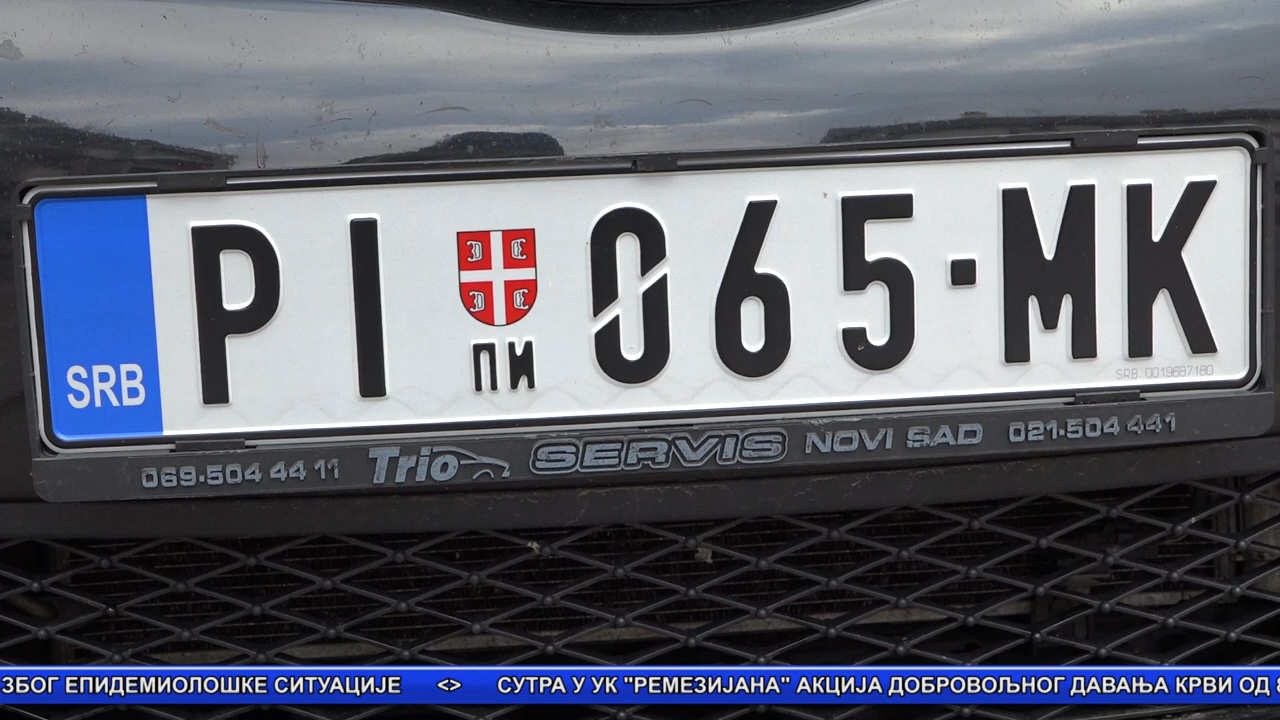 PI 065-MK
ПИ
SRB
SRB 0019687180
069-504 44 11 Trio SERVIS NOVI SAD 021-504 441
ЗБОГ ЕПИДЕМИОЛОШКЕ СИТУАЦИЈЕ <> СУТРА У УК "РЕМЕЗИЈАНА" АКЦИЈА ДОБРОВОЉНОГ ДАВАЊА КРВИ ОД